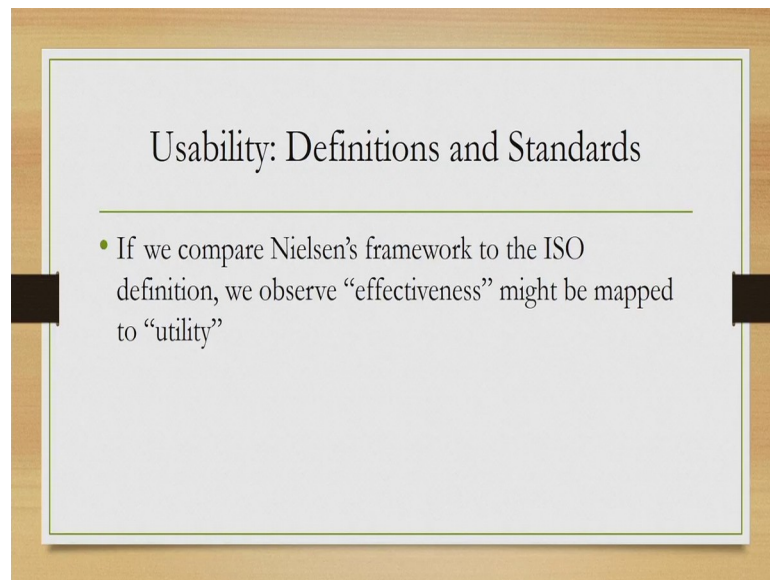 Usability: Definitions and Standards
• If we compare Nielsen’s framework to the ISO
definition, we observe “effectiveness” might be mapped
to “utility”